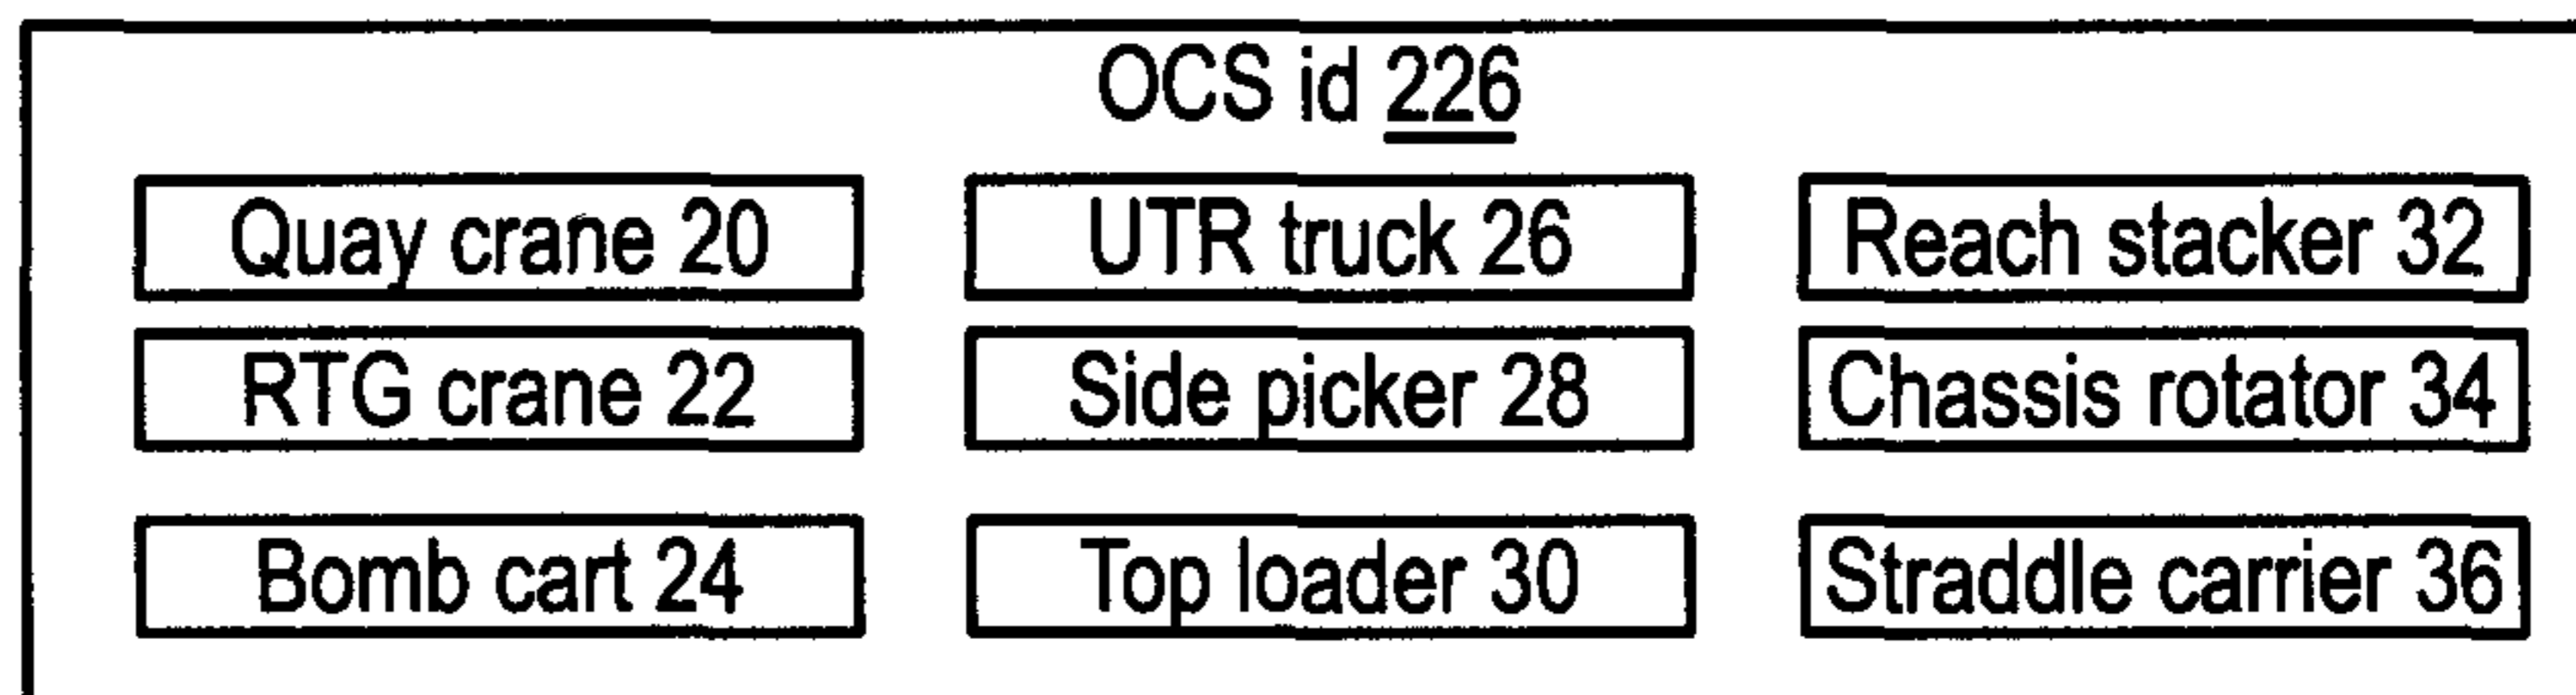 OCS id 226
Quay crane 20
UTR truck 26
Reach stacker 32
RTG crane 22
Side picker 28
Chassis rotator 34
Bomb cart 24
Top loader 30
Straddle carrier 36